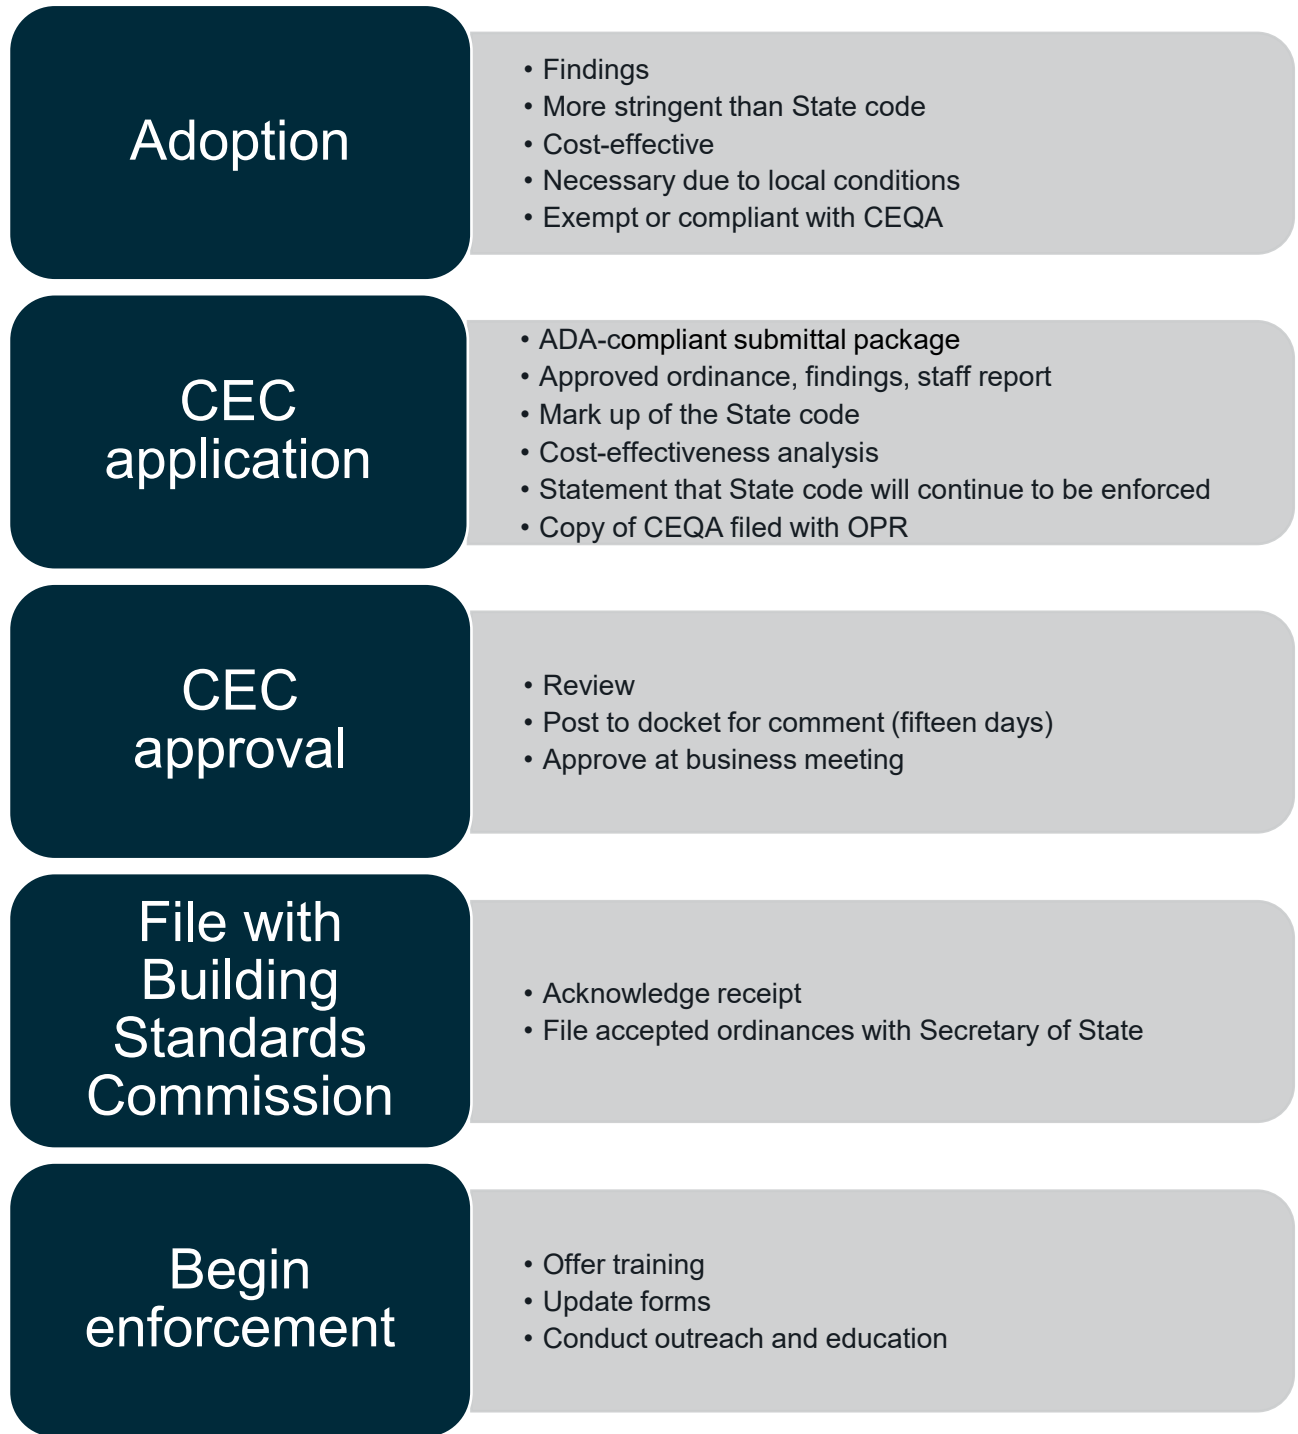 Adoption
• Findings
• More stringent than State code
• Cost-effective
• Necessary due to local conditions
• Exempt or compliant with CEQA
CEC
application
• ADA-compliant submittal package
• Approved ordinance, findings, staff report
• Mark up of the State code
• Cost-effectiveness analysis
• Statement that State code will continue to be enforced
• Copy of CEQA filed with OPR
CEC
approval
• Review
• Post to docket for comment (fifteen days)
• Approve at business meeting
File with
Building
Standards
Commission
• Acknowledge receipt
• File accepted ordinances with Secretary of State
Begin
enforcement
• Offer training
• Update forms
• Conduct outreach and education